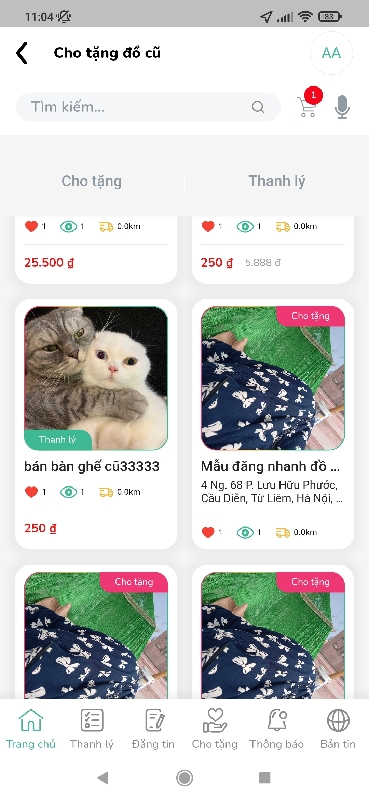 11:04
83
Cho tặng đồ cũ
AA
Tìm kiếm...
1
Cho tặng
Thanh lý
1 1 0.0km
1 1 0.0km
25.500 ₫
250 ₫ 5.888 đ
Thanh lý
bán bàn ghế cũ33333
1 1 0.0km
250 ₫
Cho tặng
Mẫu đăng nhanh đồ ...
4 Ng. 68 P. Lưu Hữu Phước,
Cầu Diễn, Từ Liêm, Hà Nội, ...
1 1 0.0km
Cho tặng
Cho tặng
Trang chủ
Thanh lý
Đăng tin
Cho tặng
Thông báo
Bản tin